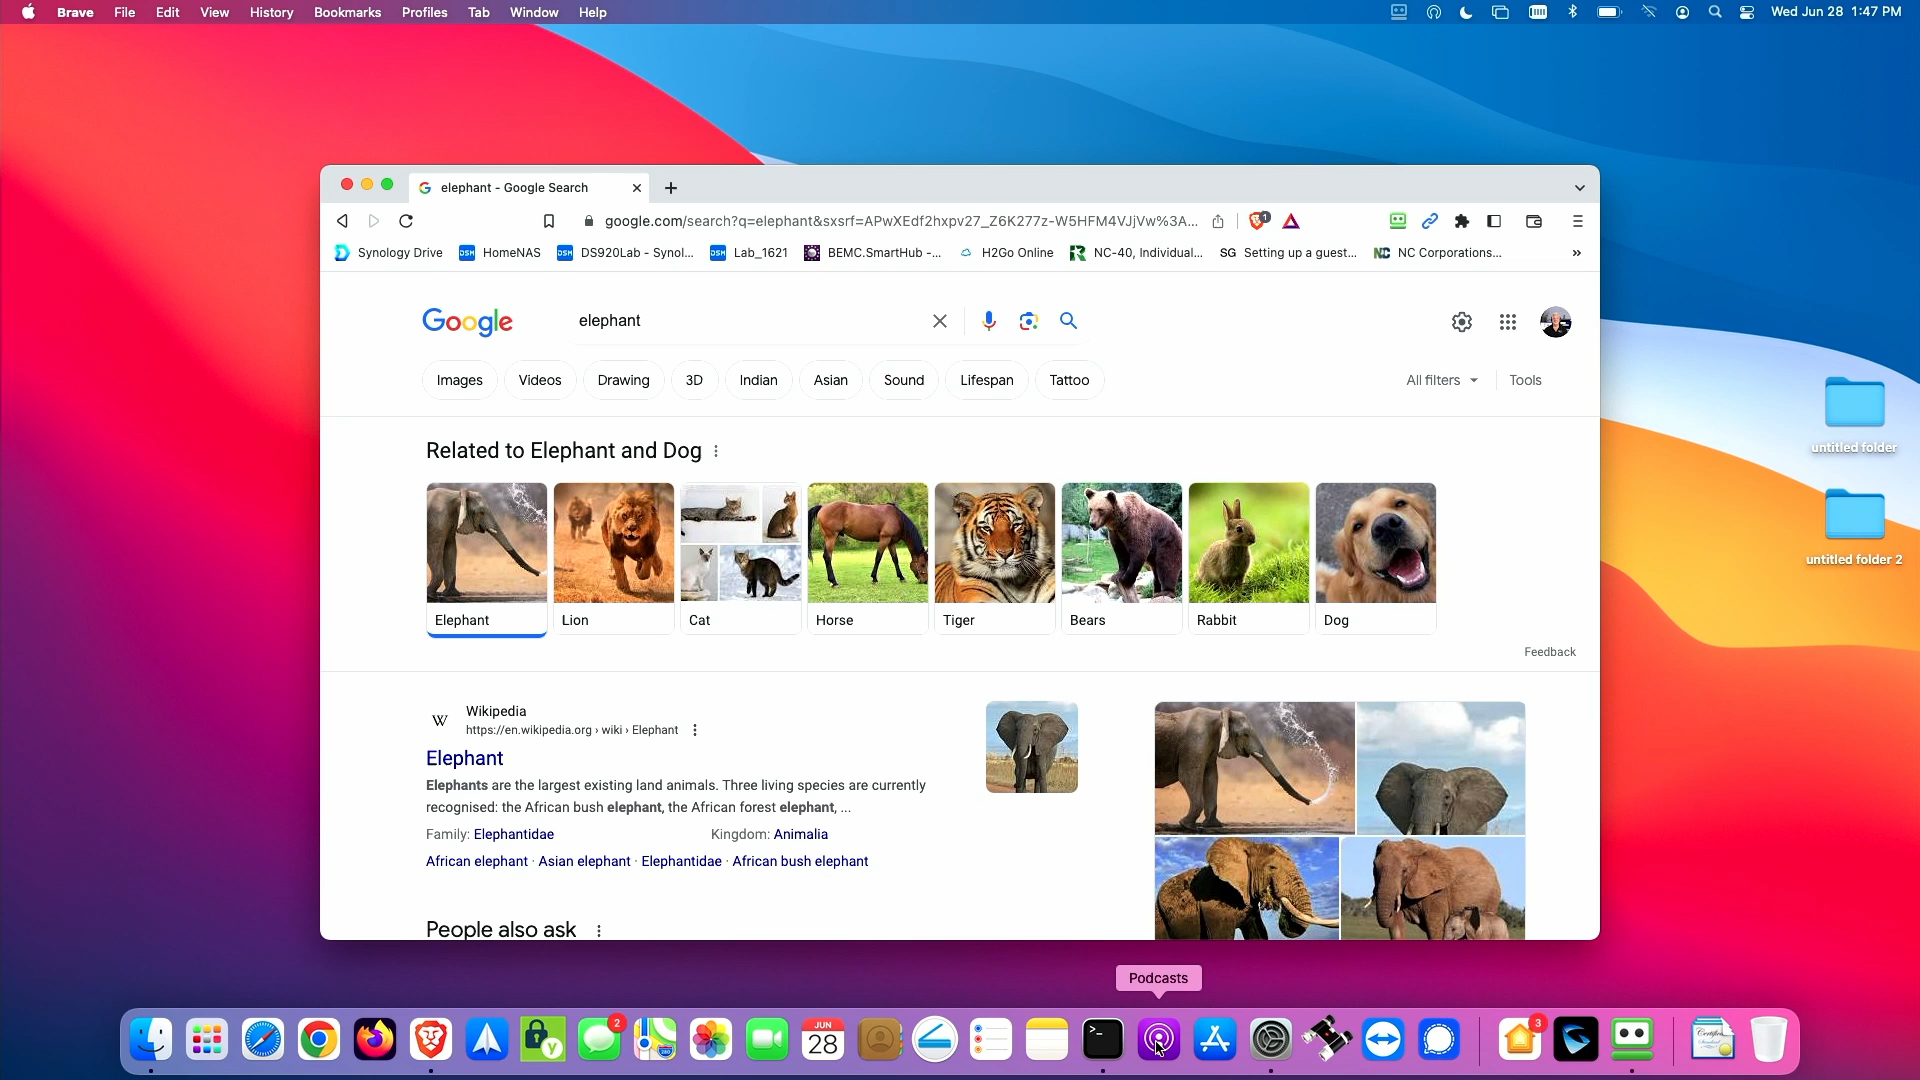 Brave File Edit View History Bookmarks Profiles Tab Window Help
Wed Jun 28 1:47 PM
elephant - Google Search
google.com/search?q=elephant&sxsrf=APwXEdf2hxpv27_Z6K277z-W5HFM4VJjVw%3A...
1
Synology Drive HomeNAS DS920Lab - Synol... Lab_1621 BEMC.SmartHub -... H2Go Online NC-40, Individual... SG Setting up a guest... NC NC Corporations... »
Google
elephant
Images Videos Drawing 3D Indian Asian Sound Lifespan Tattoo
All filters Tools
untitled folder
untitled folder 2
Related to Elephant and Dog
Elephant Lion Cat Horse Tiger Bears Rabbit Dog
Feedback
W
Wikipedia
https://en.wikipedia.org › wiki › Elephant
Elephant
Elephants are the largest existing land animals. Three living species are currently
recognised: the African bush elephant, the African forest elephant, ...
Family: Elephantidae
Kingdom: Animalia
African elephant · Asian elephant · Elephantidae · African bush elephant
People also ask
Podcasts
2
JUN
28
3